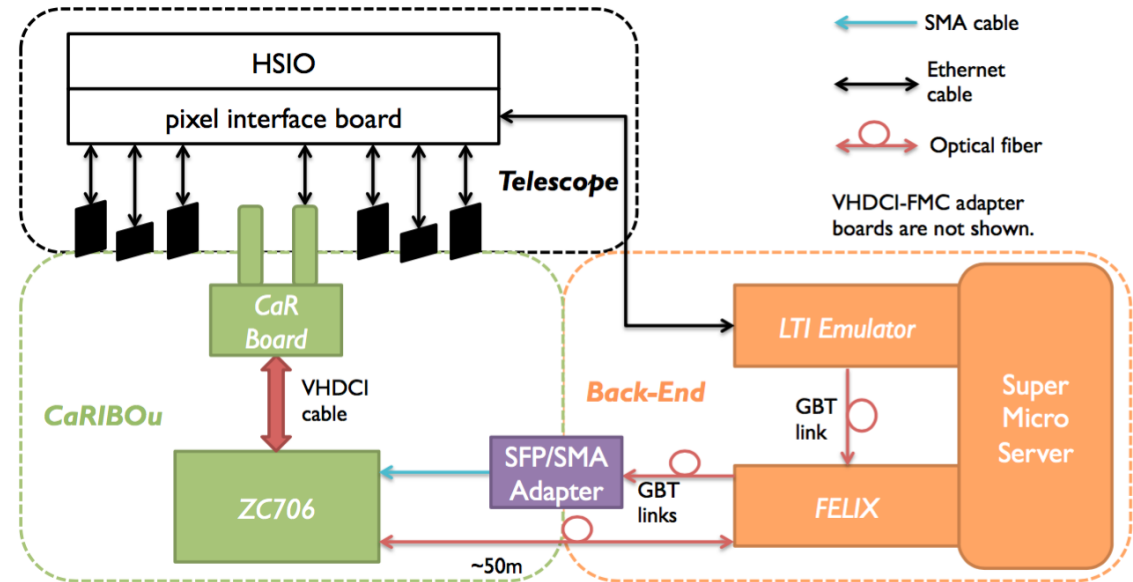 HSIO
pixel interface board
Telescope
SMA cable
Ethernet
cable
Optical fiber
VHDCI-FMC adapter
boards are not shown.
CaR
Board
VHDCI
cable
CaRIBOu
ZC706
SFP/SMA
Adapter
~50m
Back-End
LTI Emulator
GBT
link
GBT
links
FELIX
Super
Micro
Server